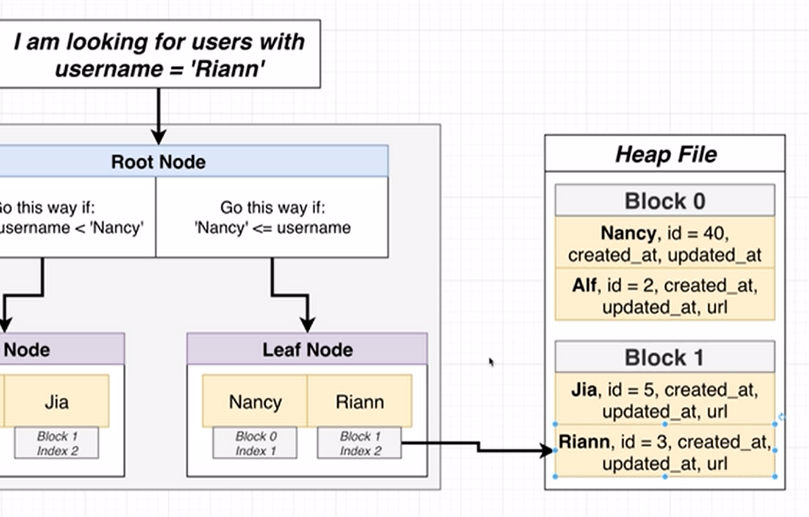 I am looking for users with
username = 'Riann'
Root Node
Go this way if:
username < 'Nancy'
Go this way if:
'Nancy' <= username
Node
Jia
Block 1
Index 2
Leaf Node
Nancy
Riann
Block 0
Index 1
Block 1
Index 2
Heap File
Block 0
Nancy, id = 40,
created_at, updated_at
Alf, id = 2, created_at,
updated_at, url
Block 1
Jia, id = 5, created_at,
updated_at, url
Riann, id = 3, created_at,
updated_at, url